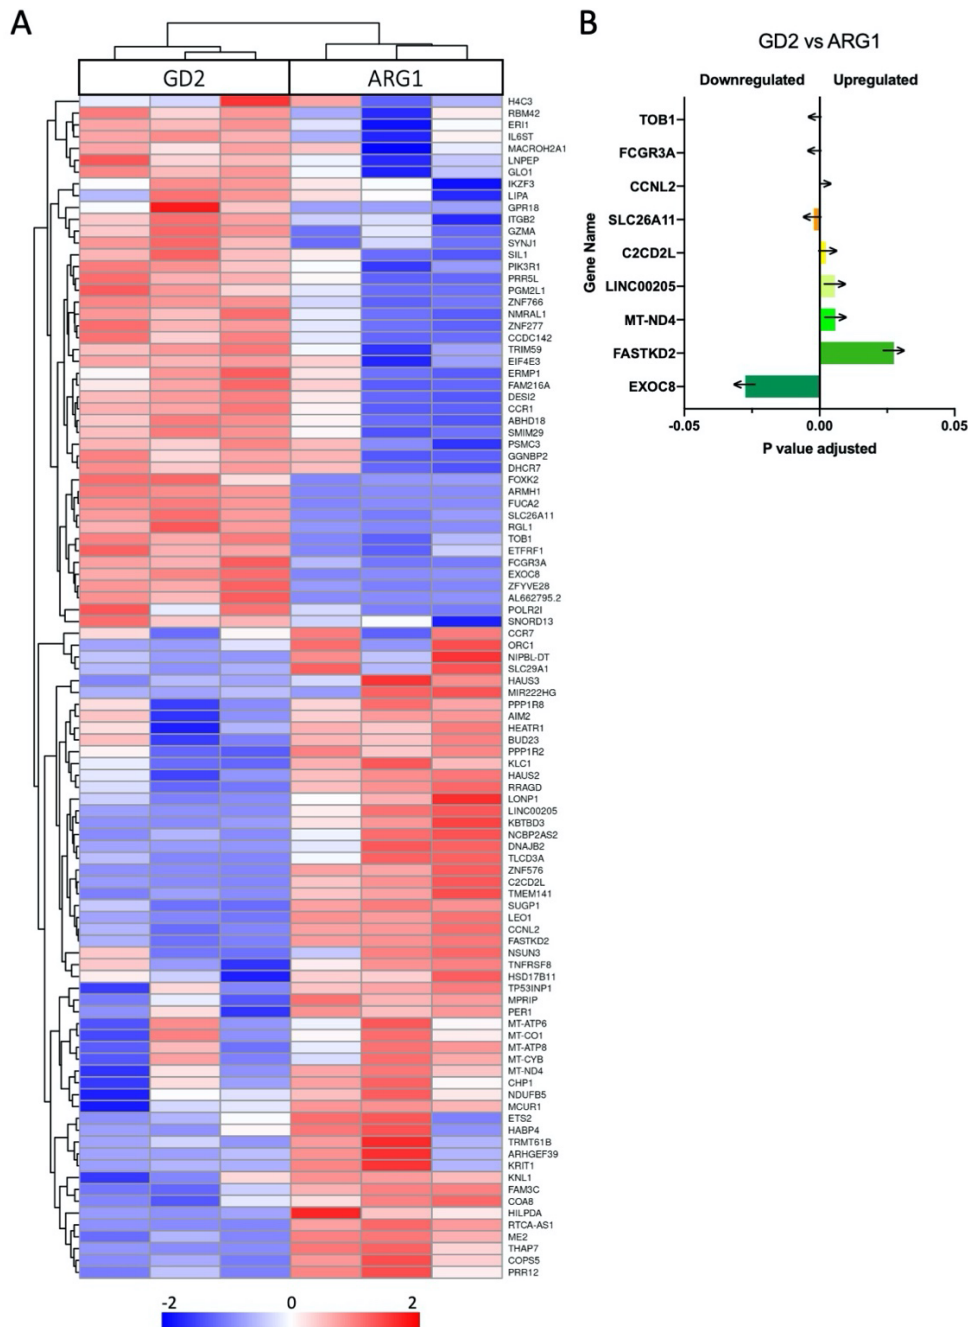 A
GD2 ARG1
H4C3
RBM42
ERI1
IL6ST
MACROH2A1
LNPEP
GLO1
IKZF3
LIPA
GPR18
ITGB2
GZMA
SYNJ1
SIL1
PIK3R1
PRR5L
PGM2L1
ZNF766
NMRAL1
ZNF277
CCDC142
TRIM59
EIF4E3
ERMP1
FAM216A
DESI2
CCR1
ABHD18
SMIM29
PSMC3
GGNBP2
DHCR7
FOXK2
ARMH1
FUCA2
SLC26A11
RGL1
TOB1
ETFRF1
FCGR3A
EXOC8
ZFYVE28
AL662795.2
POLR2I
SNORD13
CCR7
ORC1
NIPBL-DT
SLC29A1
HAUS3
MIR222HG
PPP1R8
AIM2
HEATR1
BUD23
PPP1R2
KLC1
HAUS2
RRAGD
LONP1
LINC00205
KBTBD3
NCBP2AS2
DNAJB2
TLCD3A
ZNF576
C2CD2L
TMEM141
SUGP1
LEO1
CCNL2
FASTKD2
NSUN3
TNFRSF8
HSD17B11
TP53INP1
MPRIP
PER1
MT-ATP6
MT-CO1
MT-ATP8
MT-CYB
MT-ND4
CHP1
NDUFB5
MCUR1
ETS2
HABP4
TRMT61B
ARHGEF39
KRIT1
KNL1
FAM3C
COA8
HILPDA
RTCA-AS1
ME2
THAP7
COPS5
PRR12
-2 0 2
B
GD2 vs ARG1
Downregulated Upregulated
Gene Name
TOB1
FCGR3A
CCNL2
SLC26A11
C2CD2L
LINC00205
MT-ND4
FASTKD2
EXOC8
-0.05 0.00 0.05
P value adjusted